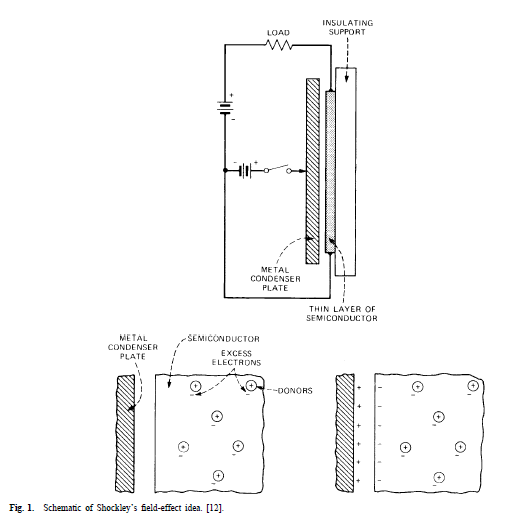 INSULATING
SUPPORT
LOAD
+
−
− +
METAL
CONDENSER
PLATE
THIN LAYER OF
SEMICONDUCTOR
METAL
CONDENSER
PLATE
SEMICONDUCTOR
EXCESS
ELECTRONS
DONORS
Fig. 1. Schematic of Shockley's field-effect idea. [12].